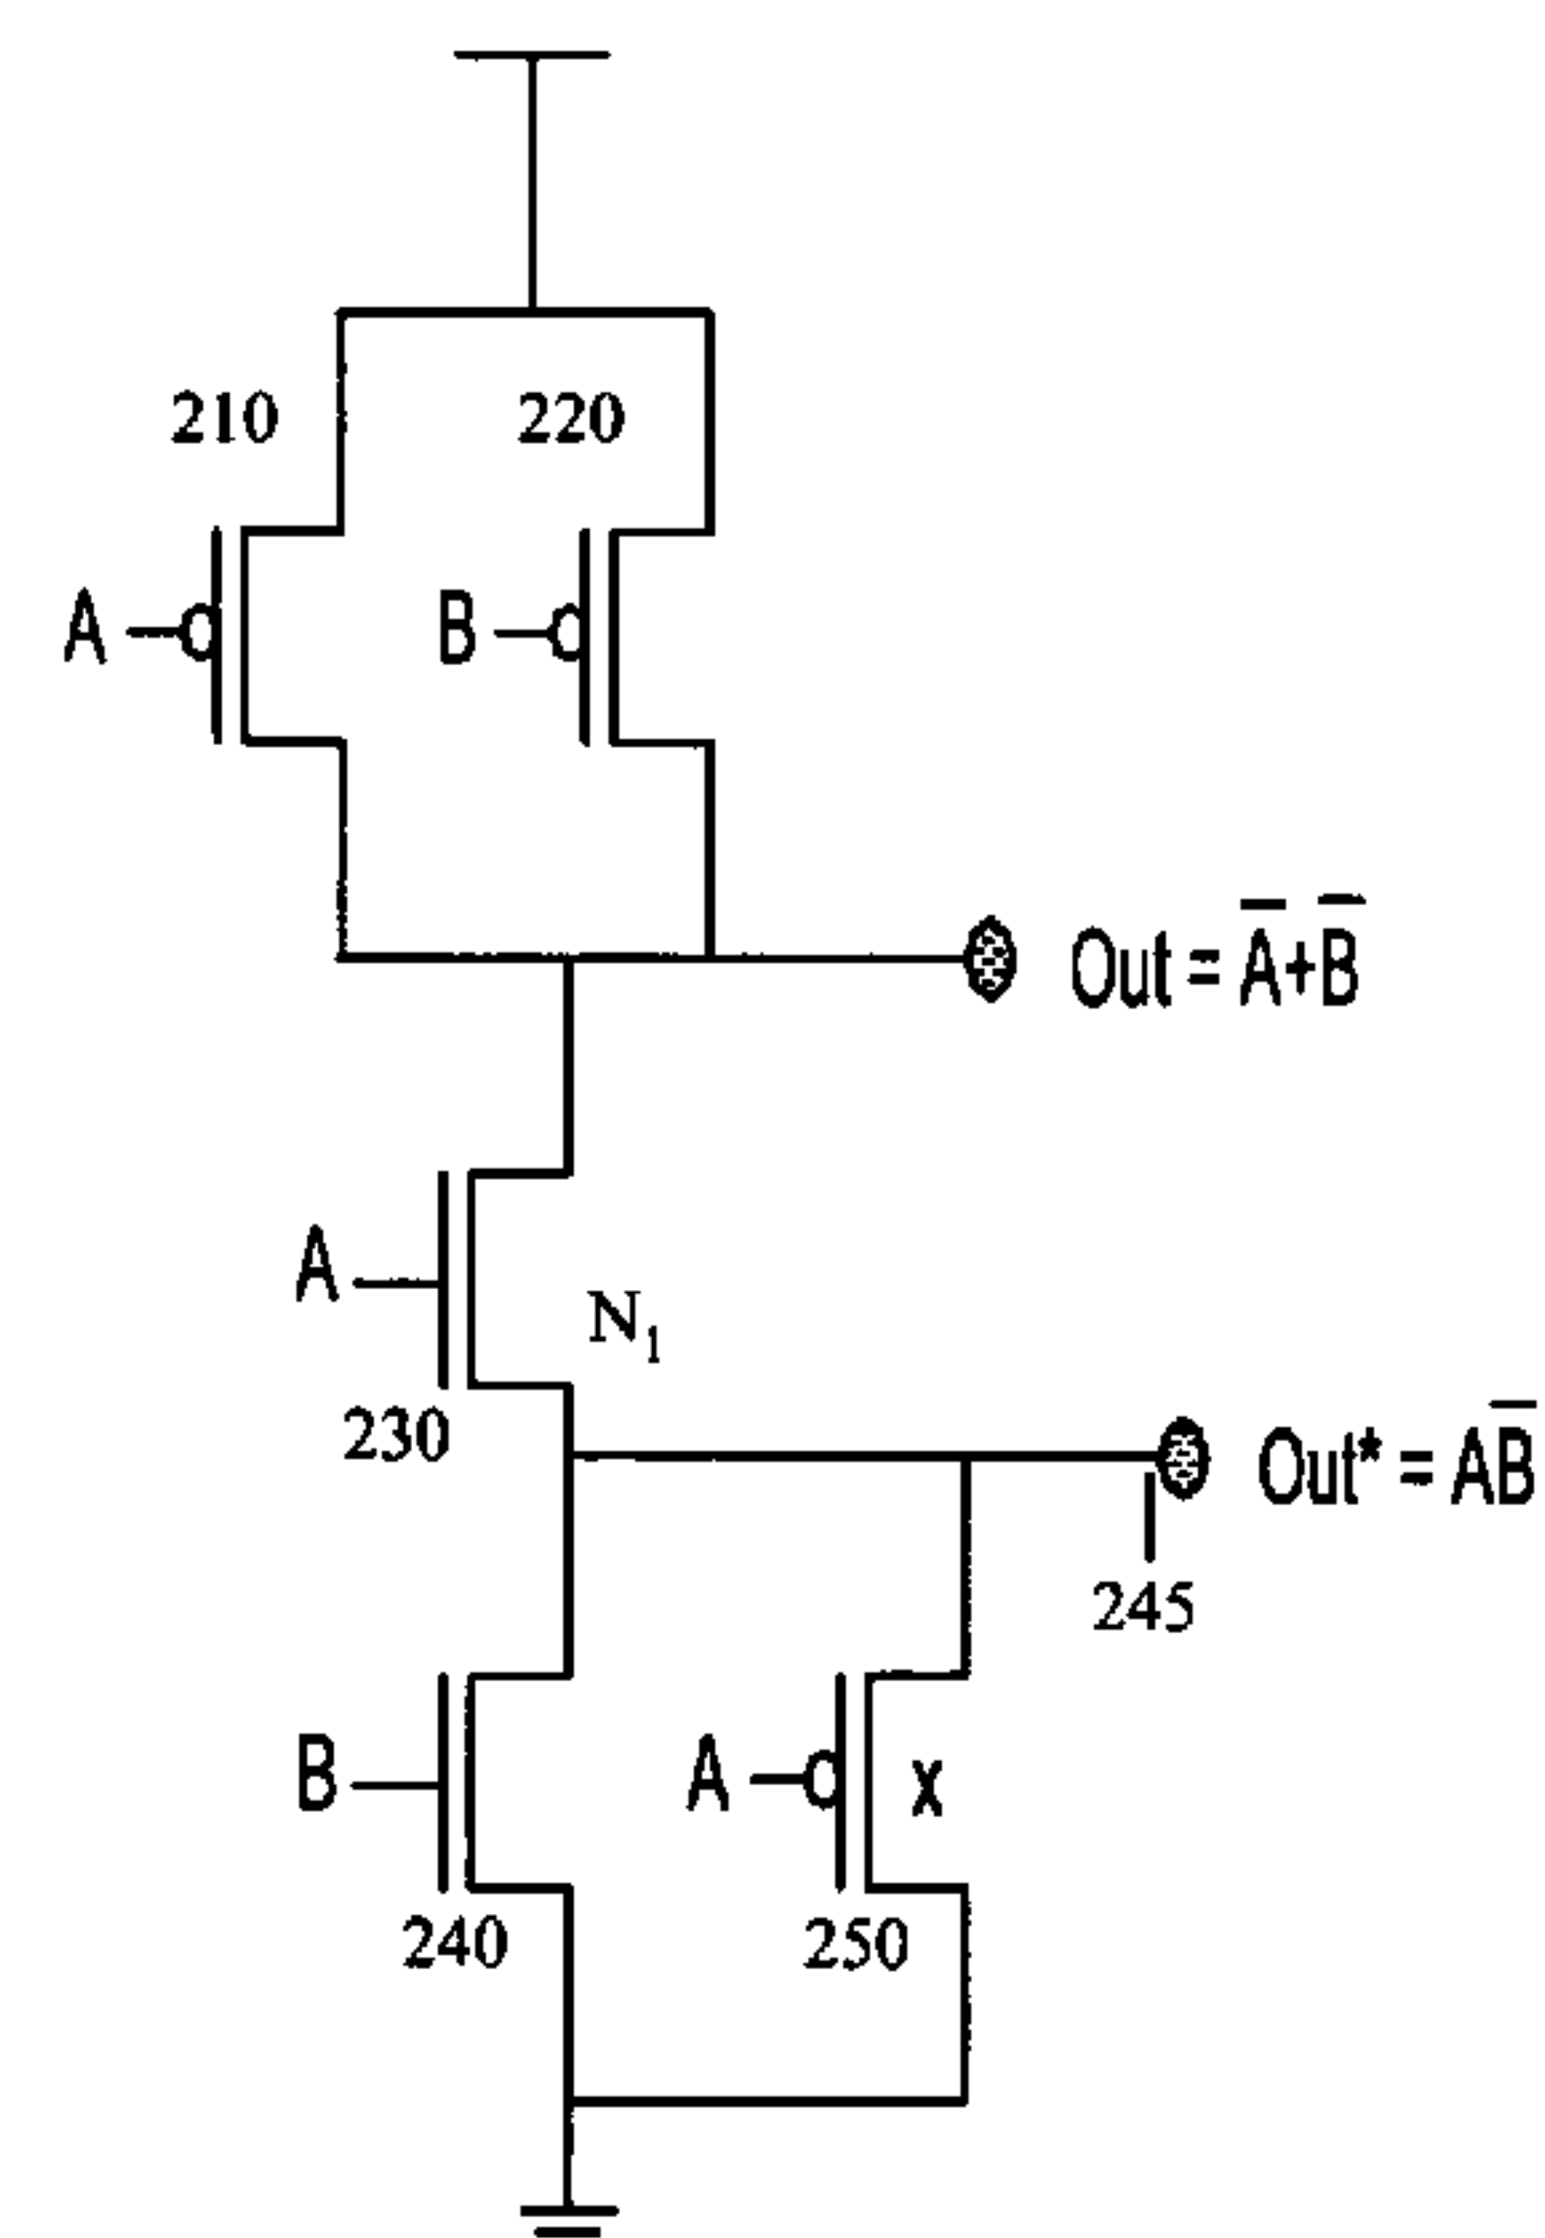 210
220
A
B
Out = A̅+B̅
A
N₁
230
Out* = AB̅
245
B
A
x
240
250